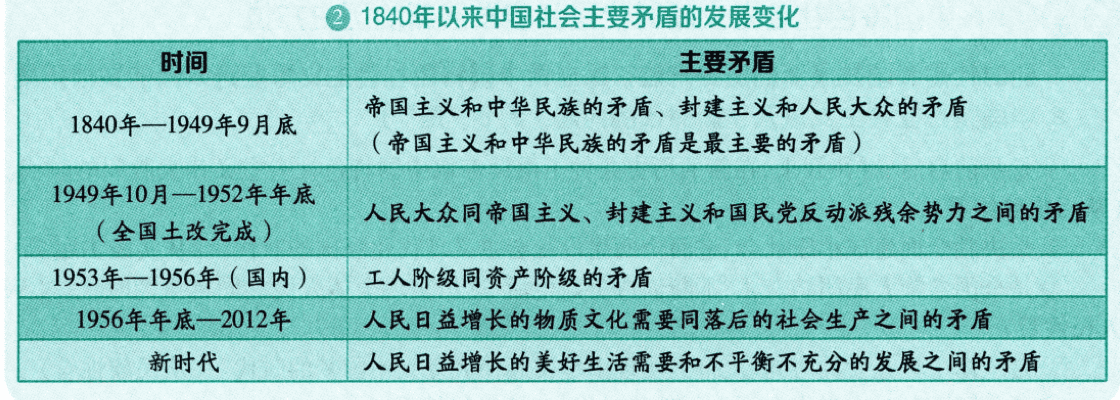 2 1840年以来中国社会主要矛盾的发展变化
时间 主要矛盾
1840年—1949年9月底
帝国主义和中华民族的矛盾、封建主义和人民大众的矛盾
（帝国主义和中华民族的矛盾是最主要的矛盾）
1949年10月—1952年年底
（全国土改完成）
人民大众同帝国主义、封建主义和国民党反动派残余势力之间的矛盾
1953年—1956年（国内） 工人阶级同资产阶级的矛盾
1956年年底—2012年 人民日益增长的物质文化需要同落后的社会生产之间的矛盾
新时代 人民日益增长的美好生活需要和不平衡不充分的发展之间的矛盾